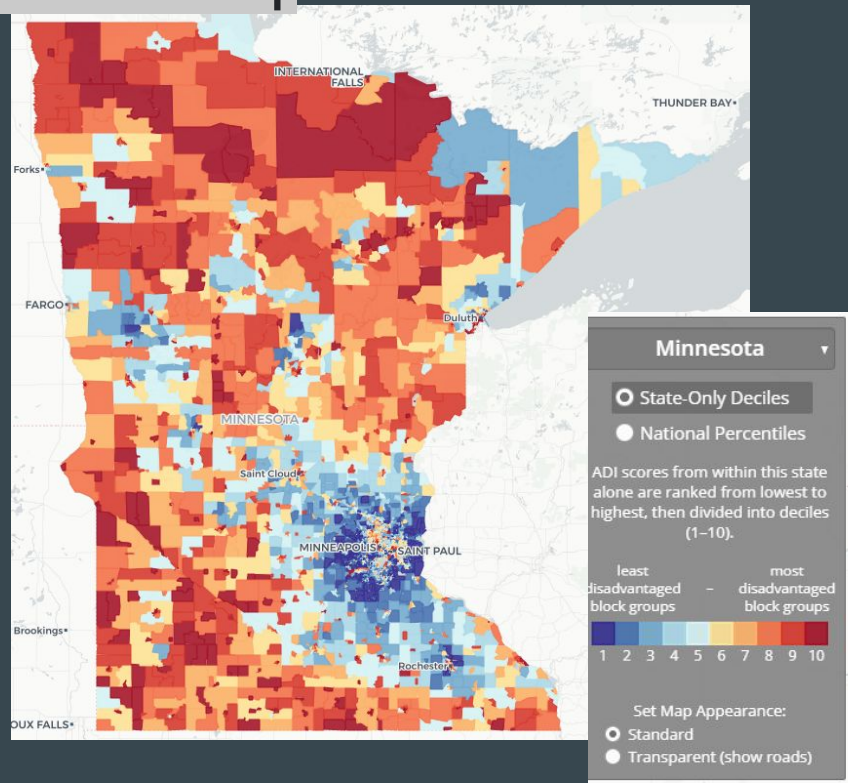 INTERNATIONAL
FALLS
THUNDER BAY
Forks
FARGO
Duluth
MINNESOTA
Saint Cloud
MINNEAPOLIS
SAINT PAUL
Brookings
Rochester
OUX FALLS
Minnesota
State-Only Deciles
National Percentiles
ADI scores from within this state
alone are ranked from lowest to
highest, then divided into deciles
(1–10).
least most
disadvantaged – disadvantaged
block groups block groups
1 2 3 4 5 6 7 8 9 10
Set Map Appearance:
Standard
Transparent (show roads)